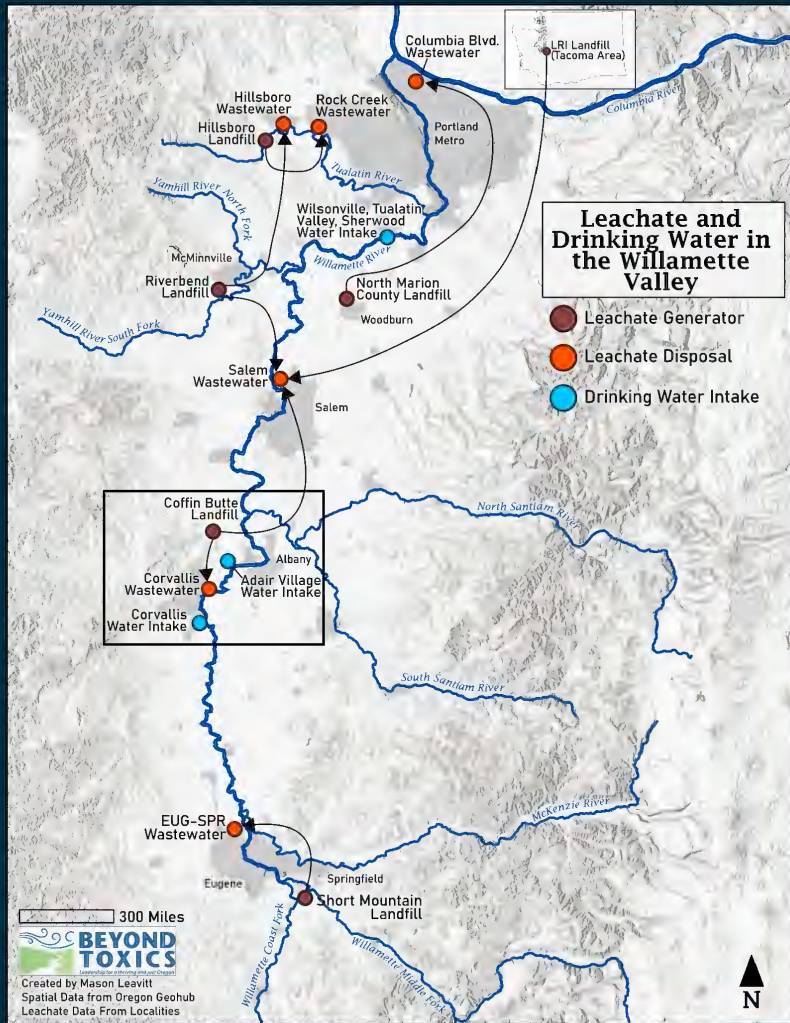 Columbia Blvd.
Wastewater
LRI Landfill
(Tacoma Area)
Columbia River
Hillsboro
Wastewater
Rock Creek
Wastewater
Hillsboro
Landfill
Portland
Metro
Tualatin River
Yamhill River North Fork
Wilsonville, Tualatin
Valley, Sherwood
Water Intake
Willamette River
McMinnville
Riverbend
Landfill
North Marion
County Landfill
Woodburn
Yamhill River South Fork
Leachate and
Drinking Water in
the Willamette
Valley
Leachate Generator
Leachate Disposal
Drinking Water Intake
Salem
Wastewater
Salem
Coffin Butte
Landfill
North Santiam River
Albany
Adair Village
Water Intake
Corvallis
Wastewater
Corvallis
Water Intake
South Santiam River
McKenzie River
EUG-SPR
Wastewater
Springfield
Eugene
Short Mountain
Landfill
Willamette Coast Fork
Willamette Middle Fork
300 Miles
BEYOND
TOXICS
Leadership for a thriving and just Oregon
Created by Mason Leavitt
Spatial Data from Oregon Geohub
Leachate Data From Localities
N